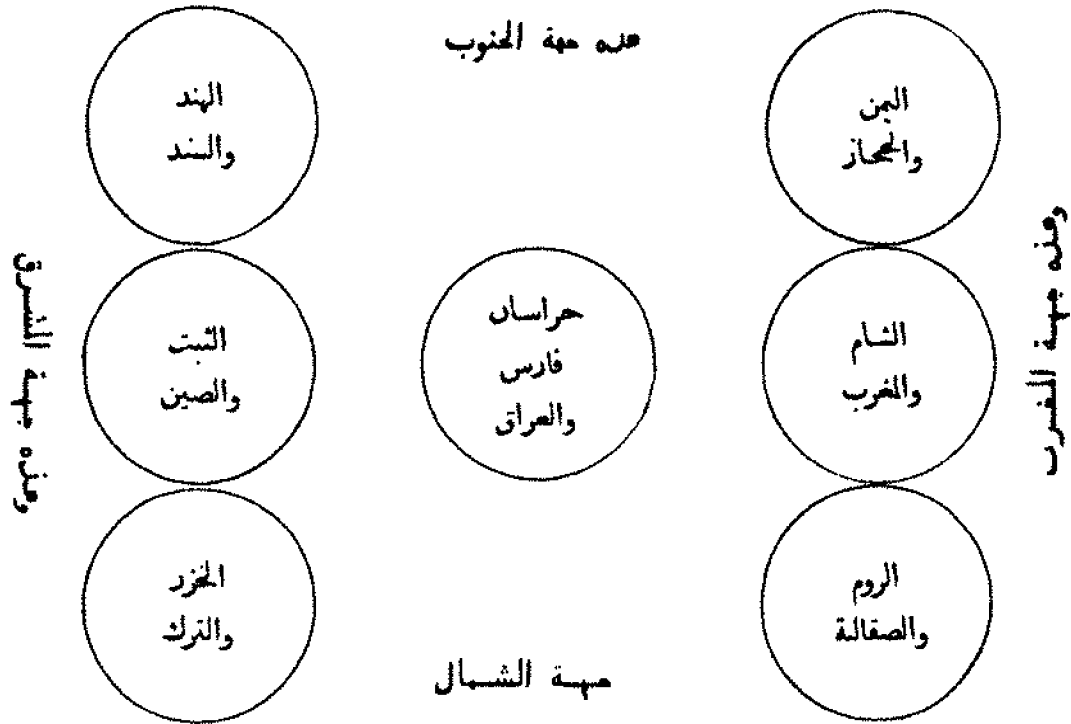 هذه جهة الجنوب
اليمن
والحجاز
الهند
والسند
وهذه جهة المغرب
الشام
والمغرب
خراسان
فارس
والعراق
التبت
والصين
وهذه جهة الشرق
الروم
والصقالبة
الخزر
والترك
جهة الشمال